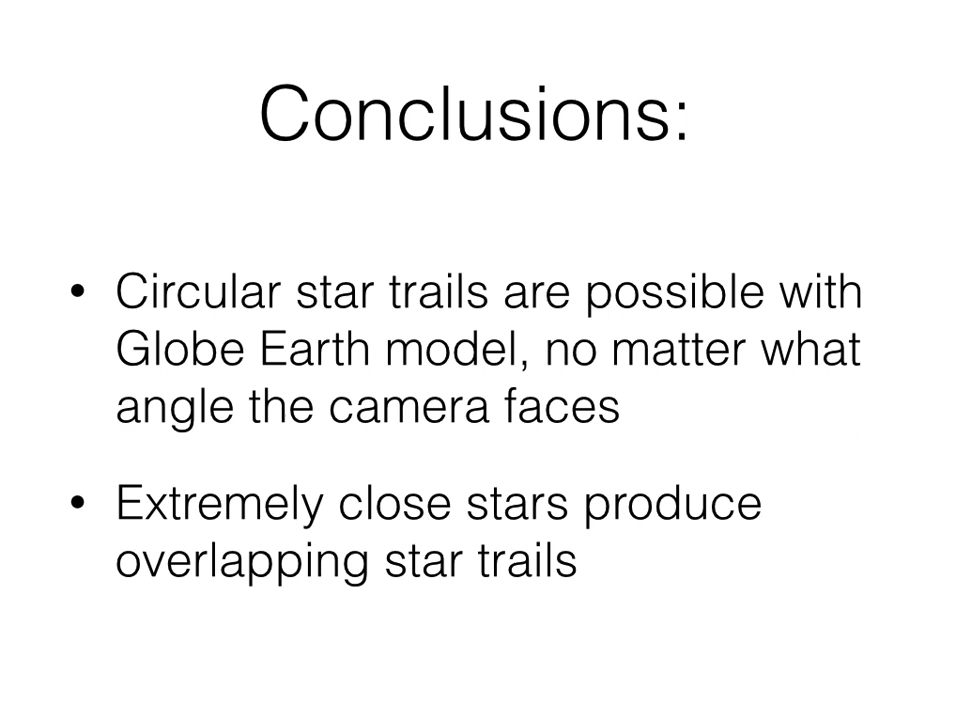 Conclusions:
• Circular star trails are possible with
Globe Earth model, no matter what
angle the camera faces
• Extremely close stars produce
overlapping star trails